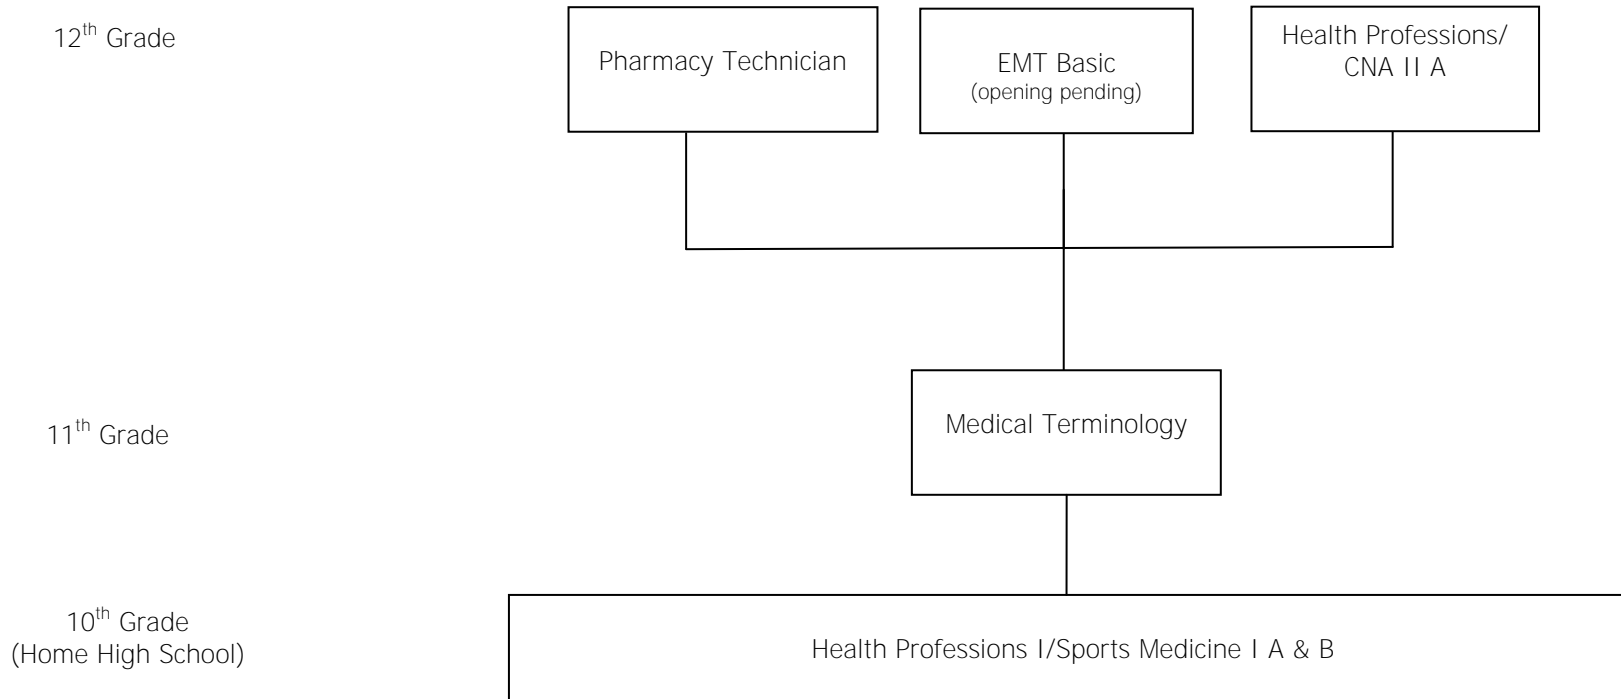 12th Grade
Pharmacy Technician
EMT Basic
(opening pending)
Health Professions/
CNA II A
11th Grade
Medical Terminology
10th Grade
(Home High School)
Health Professions I/Sports Medicine I A & B